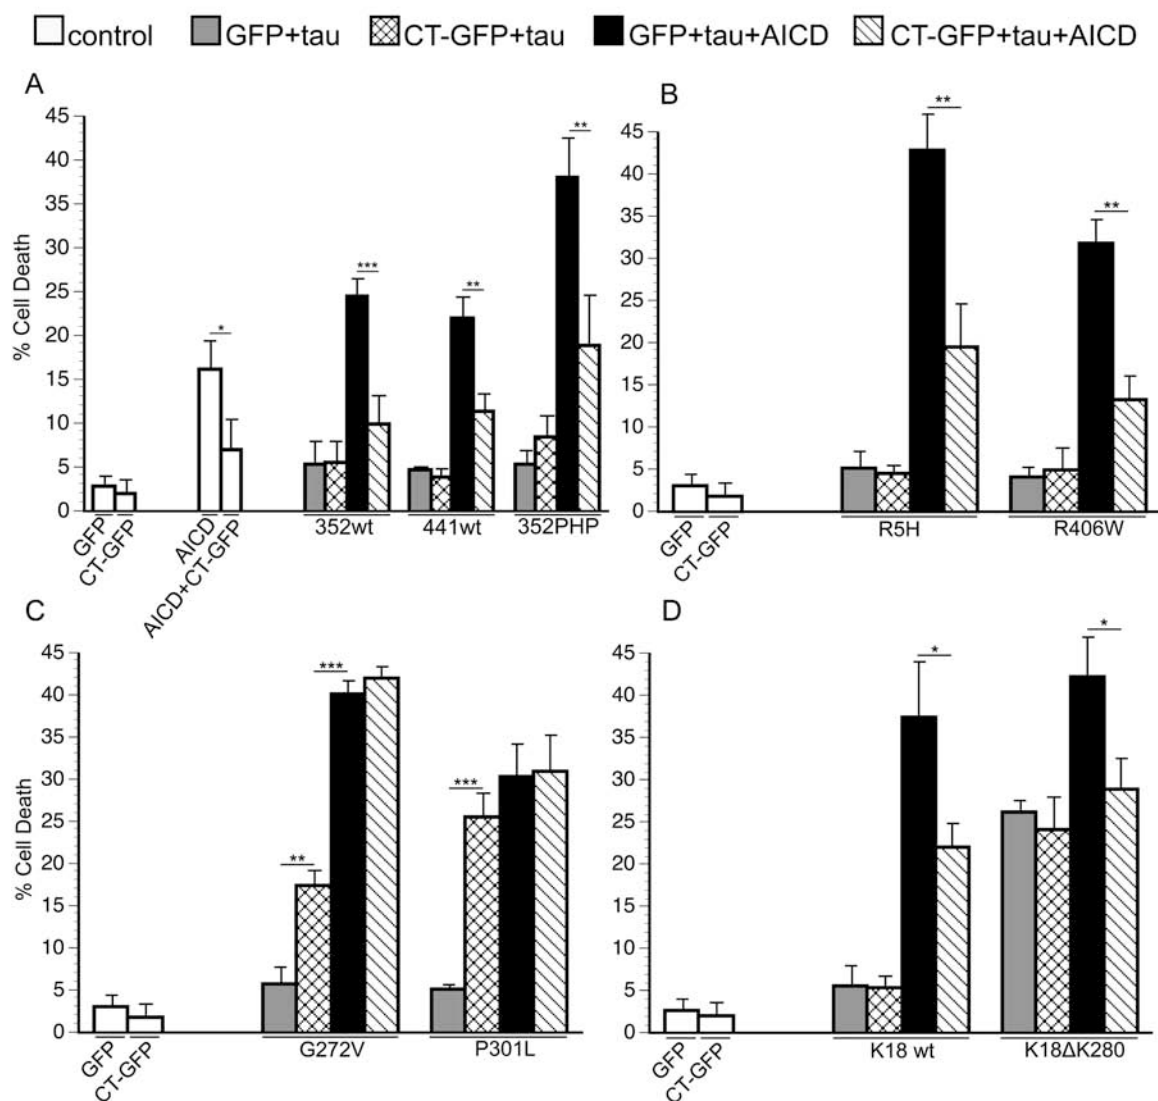 control GFP+tau CT-GFP+tau GFP+tau+AICD CT-GFP+tau+AICD
A
% Cell Death
45
40
35
30
25
20
15
10
5
0
*
***
**
**
GFP
CT-GFP
AICD
AICD+CT-GFP
352wt
441wt
352PHP
B
45
40
35
30
25
20
15
10
5
0
**
**
GFP
CT-GFP
R5H
R406W
C
% Cell Death
45
40
35
30
25
20
15
10
5
0
**
***
***
GFP
CT-GFP
G272V
P301L
D
45
40
35
30
25
20
15
10
5
0
*
*
GFP
CT-GFP
K18 wt
K18ΔK280